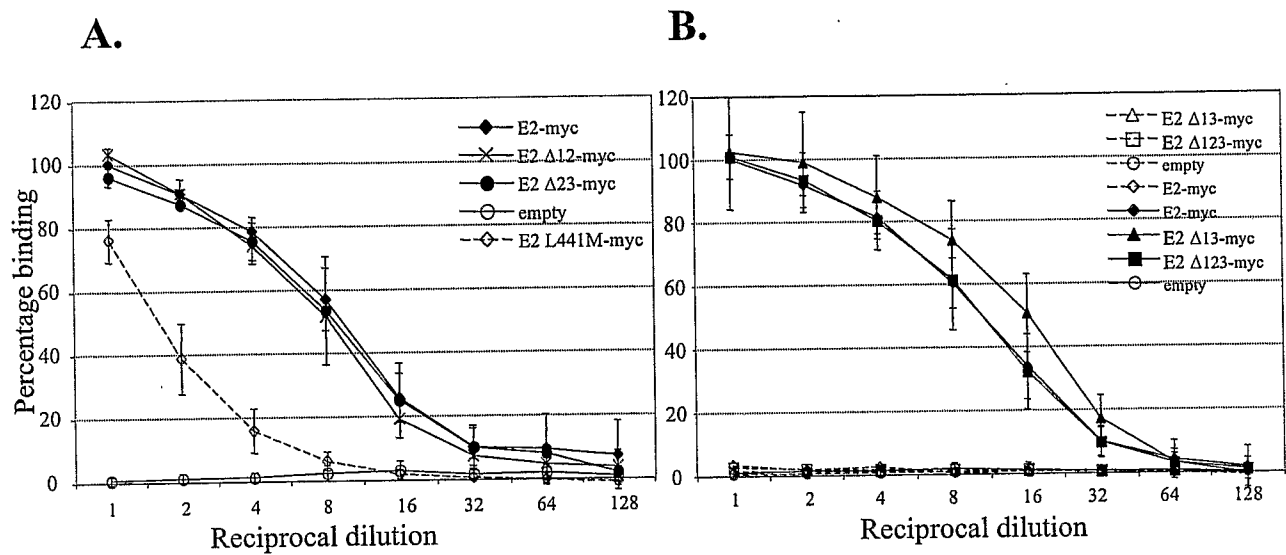 A.
120
100
80
60
40
20
0
Percentage binding
E2-myc
E2 Δ12-myc
E2 Δ23-myc
empty
E2 L441M-myc
1 2 4 8 16 32 64 128
Reciprocal dilution
B.
120
100
80
60
40
20
0
E2 Δ13-myc
E2 Δ123-myc
empty
E2-myc
E2-myc
E2 Δ13-myc
E2 Δ123-myc
empty
1 2 4 8 16 32 64 128
Reciprocal dilution